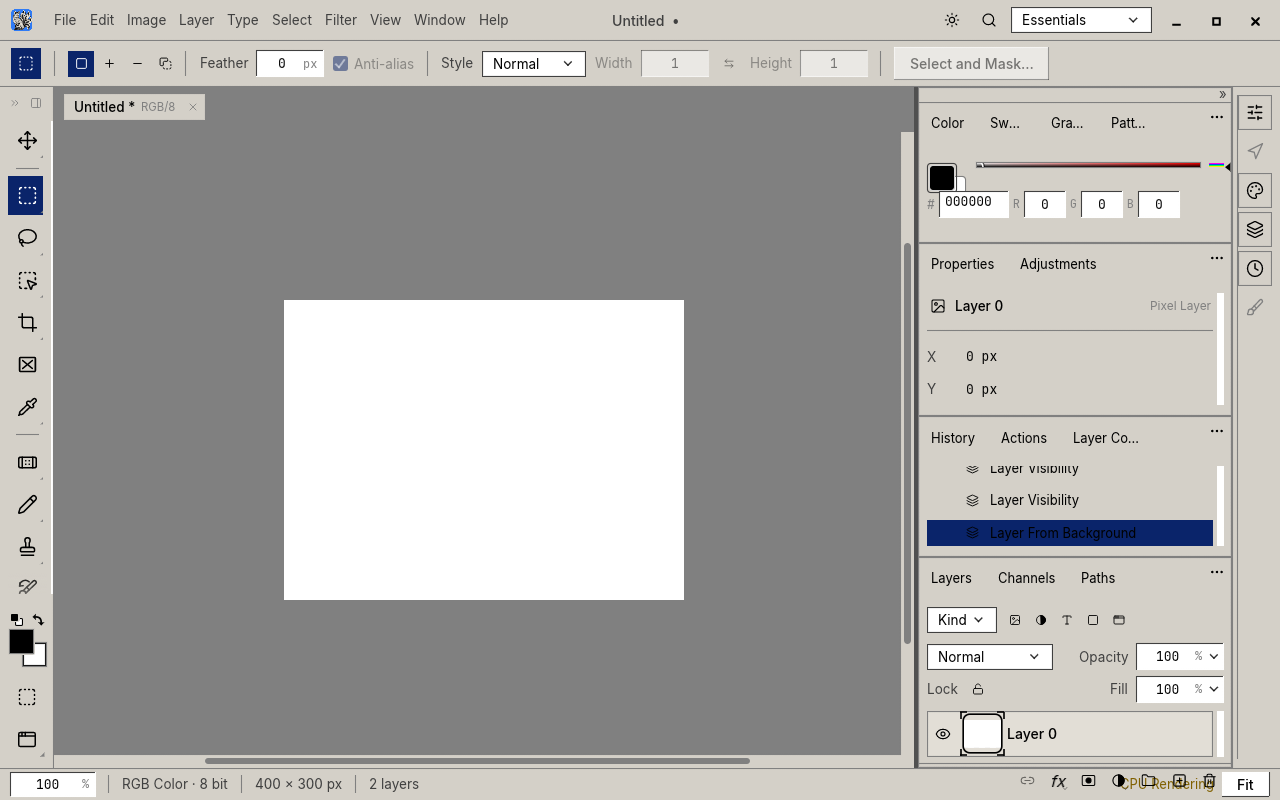 File Edit Image Layer Type Select Filter View Window Help Untitled • Essentials
Feather 0 px Anti-alias Style Normal Width 1 Height 1 Select and Mask...
Untitled * RGB/8 ×
Color Sw... Gra... Patt...
# 000000 R 0 G 0 B 0
Properties Adjustments
Layer 0 Pixel Layer
X 0 px
Y 0 px
History Actions Layer Co...
Layer Visibility
Layer Visibility
Layer From Background
Layers Channels Paths
Kind
Normal Opacity 100 %
Lock Fill 100 %
Layer 0
100 % RGB Color · 8 bit 400 × 300 px 2 layers fx CPU Rendering Fit